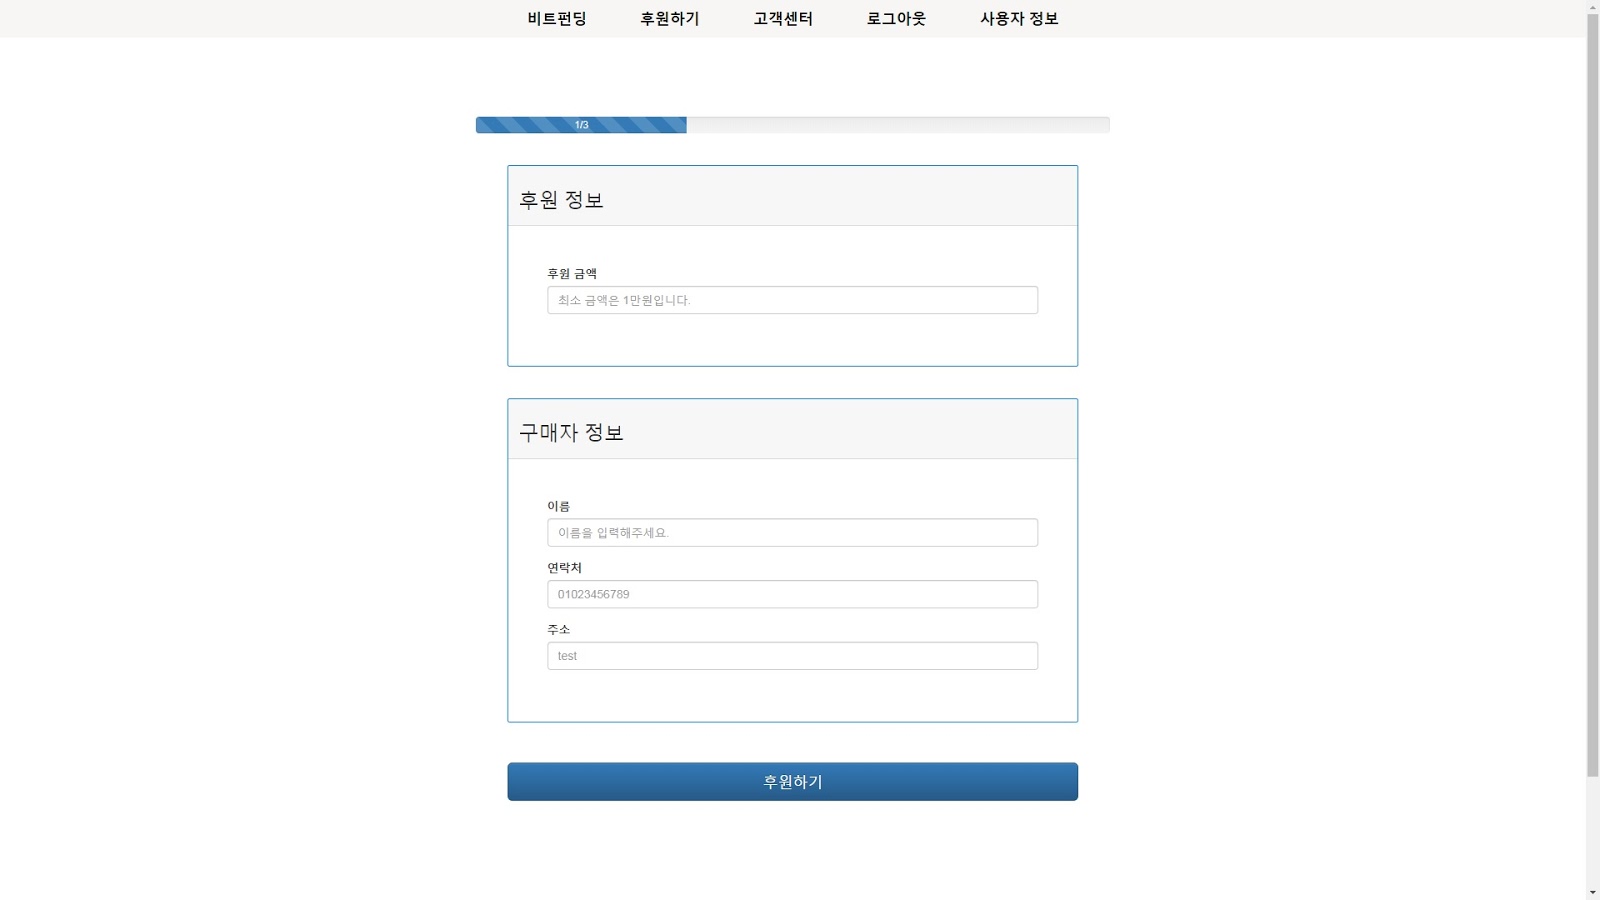 비트펀딩 후원하기 고객센터 로그아웃 사용자 정보
1/3
후원 정보
후원 금액
최소 금액은 1만원입니다.
구매자 정보
이름
이름을 입력해주세요.
연락처
01023456789
주소
test
후원하기